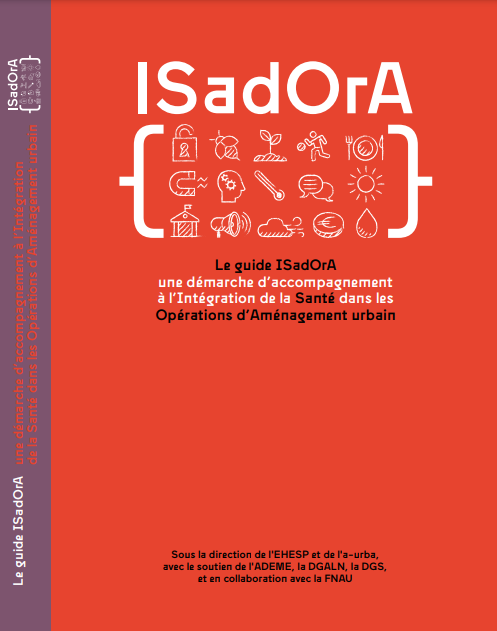 ISadOrA
Le guide ISadOrA
une démarche d'accompagnement
à l'Intégration de la Santé dans les
Opérations d'Aménagement urbain
Sous la direction de l'EHESP et de l'a-urba,
avec le soutien de l'ADEME, la DGALN, la DGS,
et en collaboration avec la FNAU
ISadOrA
une démarche d'accompagnement à l'Intégration
de la Santé dans les Opérations d'Aménagement urbain
Le guide ISadOrA